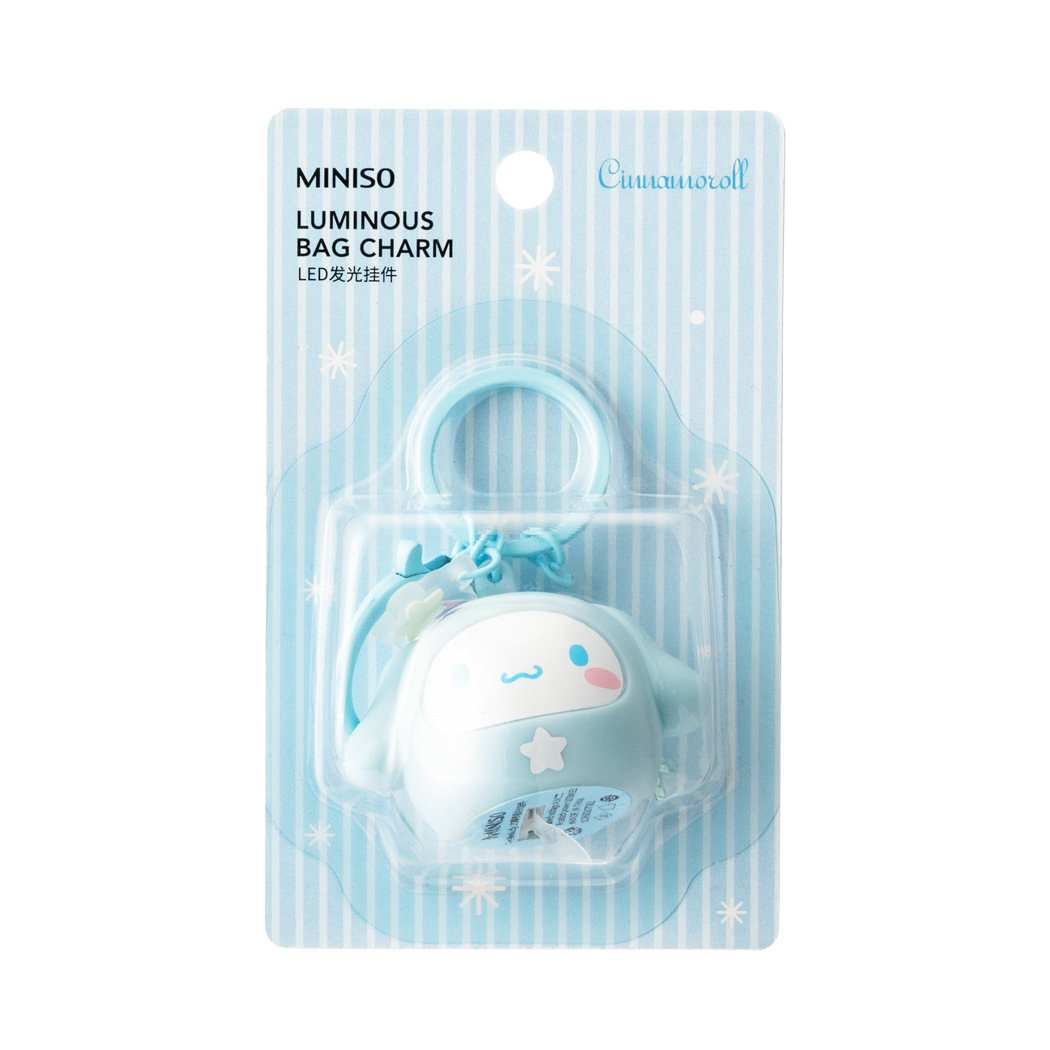 MINISO
Cinnamoroll
LUMINOUS
BAG CHARM
LED发光挂件
MINISO